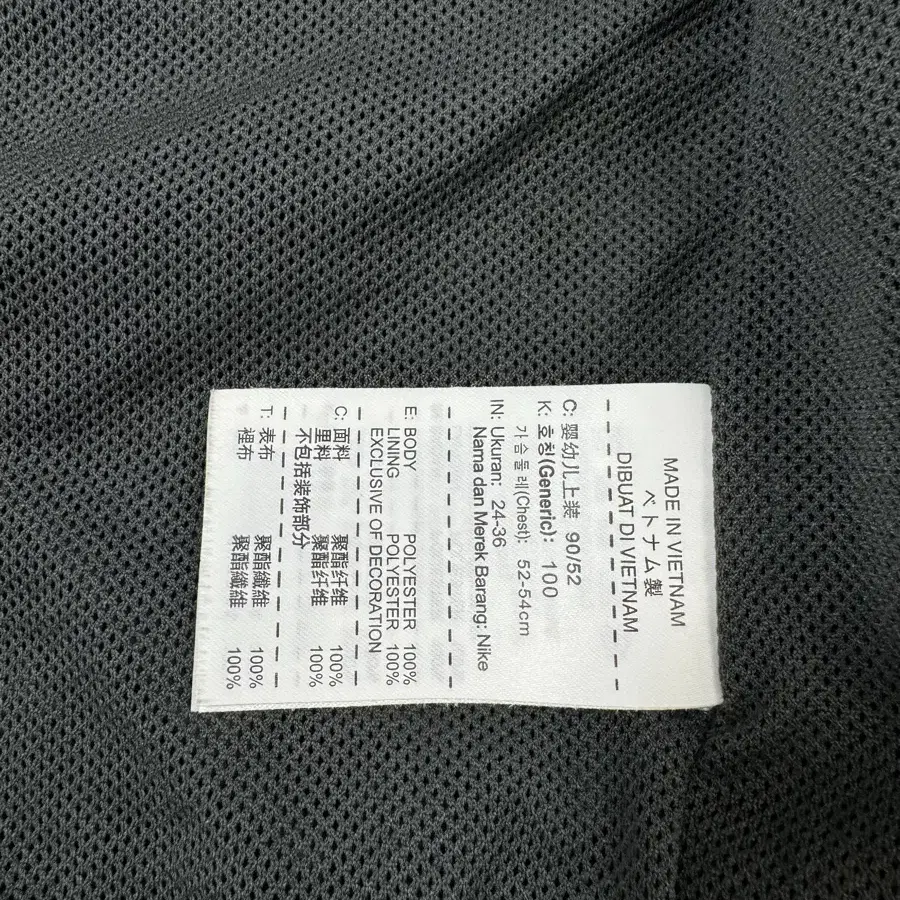 MADE IN VIETNAM
ベトナム製
DIBUAT DI VIETNAM
C: 婴幼儿上装 90/52
K: 호칭(Generic): 100
가슴둘레(Chest): 52-54cm
IN: Ukuran: 24-36
Nama dan Merek Barang: Nike
E: BODY POLYESTER 100%
LINING POLYESTER 100%
EXCLUSIVE OF DECORATION
C: 面料 聚酯纤维 100%
里料 聚酯纤维 100%
不包括装饰部分
T: 表布 聚酯纖維 100%
裡布 聚酯纖維 100%